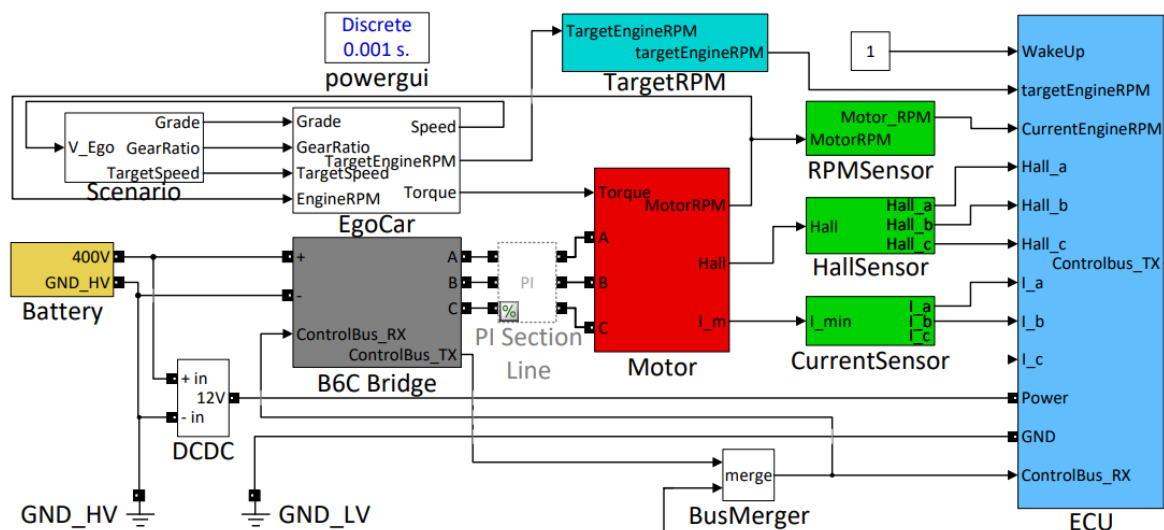 Discrete
0.001 s.
powergui
TargetEngineRPM
targetEngineRPM
TargetRPM
1
WakeUp
targetEngineRPM
CurrentEngineRPM
Hall_a
Hall_b
Hall_c
Controlbus_TX
I_a
I_b
I_c
Power
GND
ControlBus_RX
ECU
V_Ego
Grade
GearRatio
TargetSpeed
Scenario
Grade
GearRatio
TargetSpeed
EngineRPM
Speed
TargetEngineRPM
Torque
EgoCar
Motor_RPM
MotorRPM
RPMSensor
Hall
Hall_a
Hall_b
Hall_c
HallSensor
I_min
I_a
I_b
I_c
CurrentSensor
Torque
MotorRPM
A
B
C
Hall
I_m
Motor
400V
GND_HV
Battery
+
-
A
B
C
ControlBus_RX
ControlBus_TX
B6C Bridge
PI
%
PI Section
Line
+ in
12V
- in
DCDC
GND_HV
GND_LV
merge
BusMerger